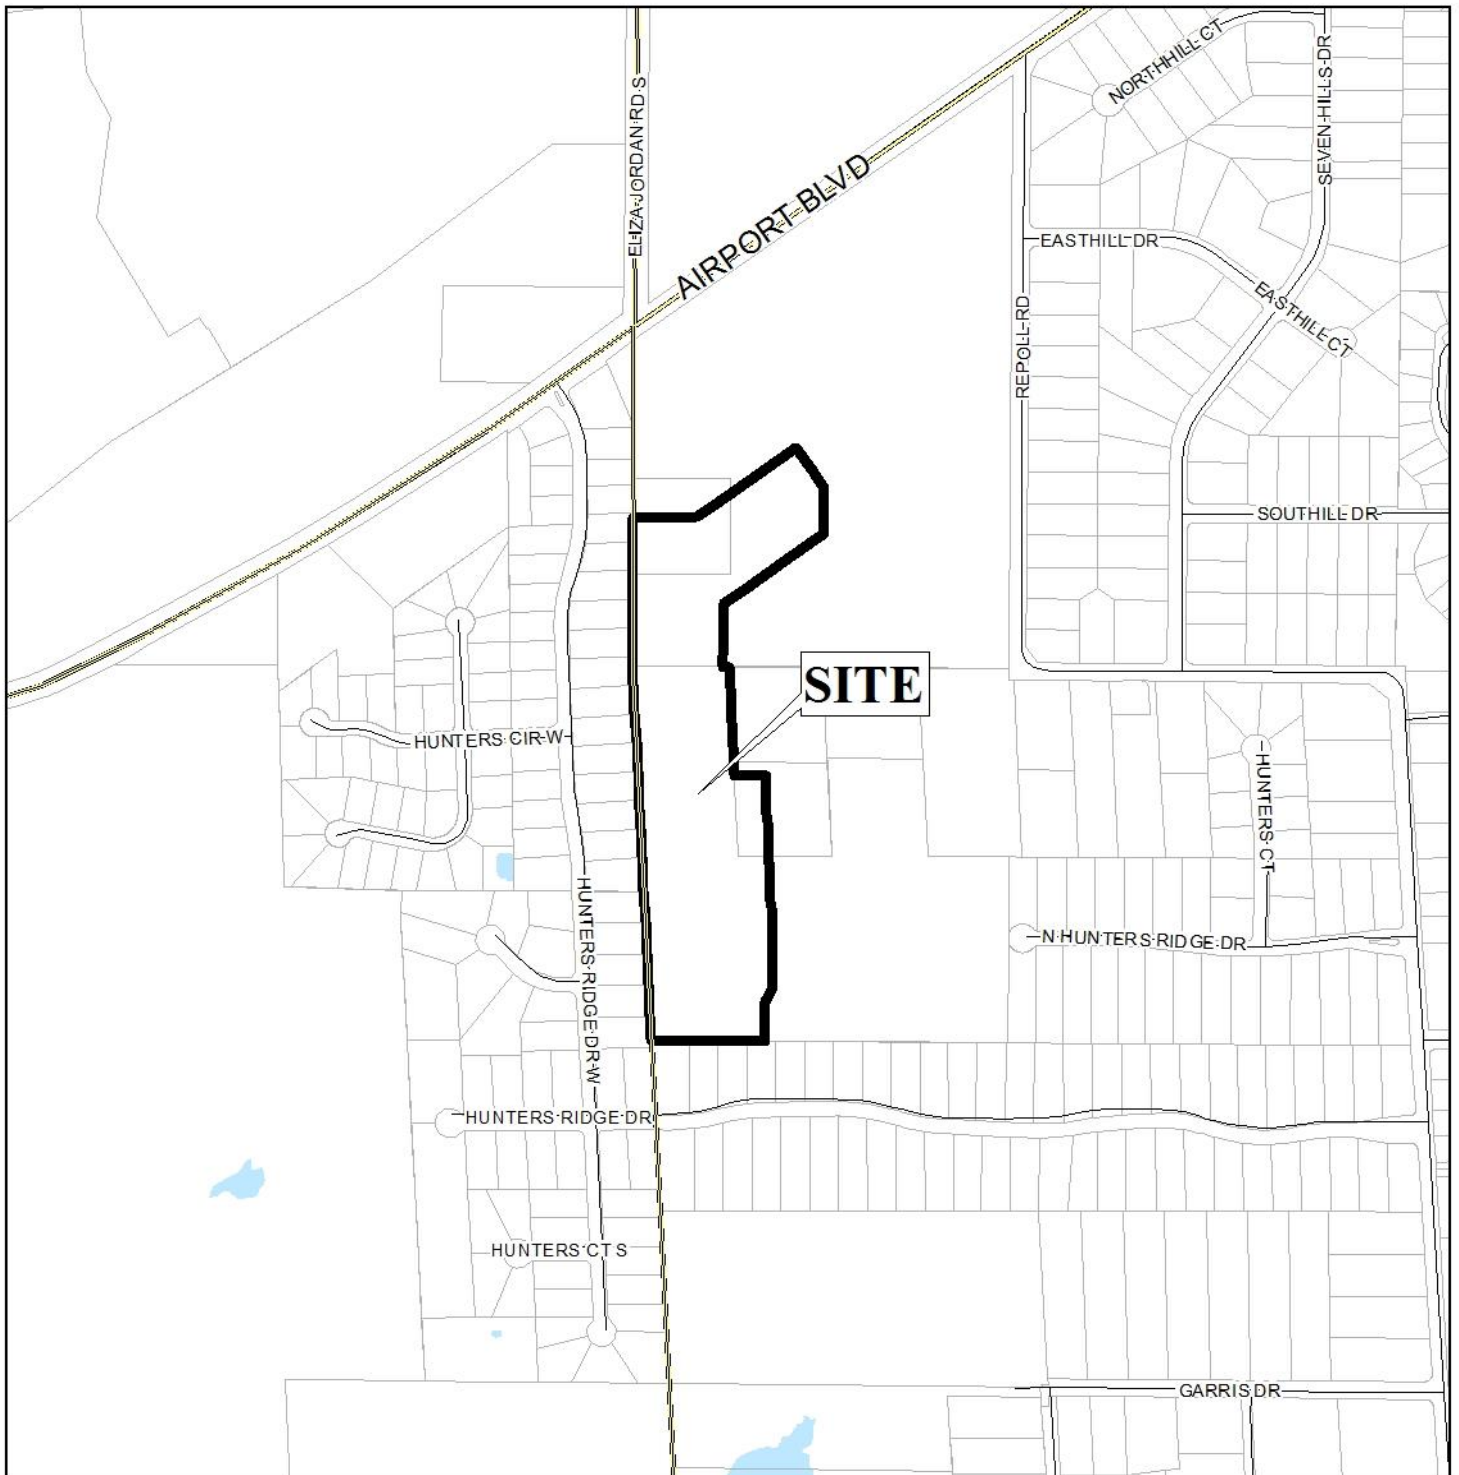 NORTHHILL CT
SEVEN HILLS DR
ELIZA JORDAN RD S
AIRPORT BLVD
EASTHILL DR
EASTHILL CT
REPOLL RD
SOUTHILL DR
SITE
HUNTERS CIR W
HUNTERS CT
HUNTERS RIDGE DR W
N HUNTERS RIDGE DR
HUNTERS RIDGE DR
HUNTERS CT S
GARRIS DR